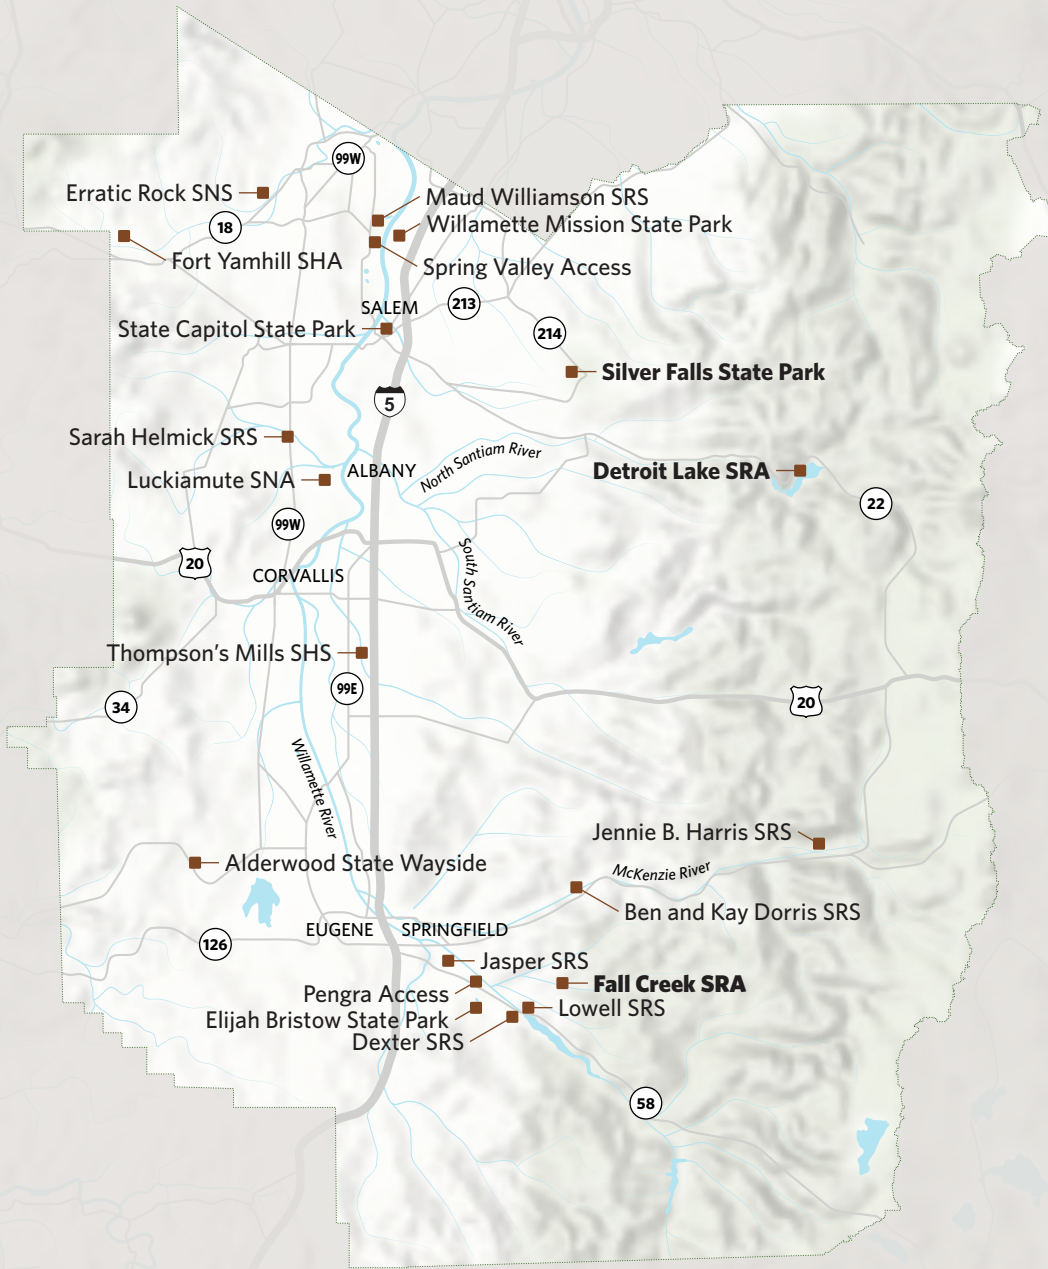 99W
Erratic Rock SNS
Maud Williamson SRS
18
Willamette Mission State Park
Fort Yamhill SHA
Spring Valley Access
SALEM
213
State Capitol State Park
214
Silver Falls State Park
5
Sarah Helmick SRS
North Santiam River
ALBANY
Detroit Lake SRA
Luckiamute SNA
22
99W
20
CORVALLIS
South Santiam River
Thompson's Mills SHS
99E
34
20
Willamette River
Jennie B. Harris SRS
Alderwood State Wayside
McKenzie River
Ben and Kay Dorris SRS
EUGENE
SPRINGFIELD
126
Jasper SRS
Fall Creek SRA
Pengra Access
Lowell SRS
Elijah Bristow State Park
Dexter SRS
58